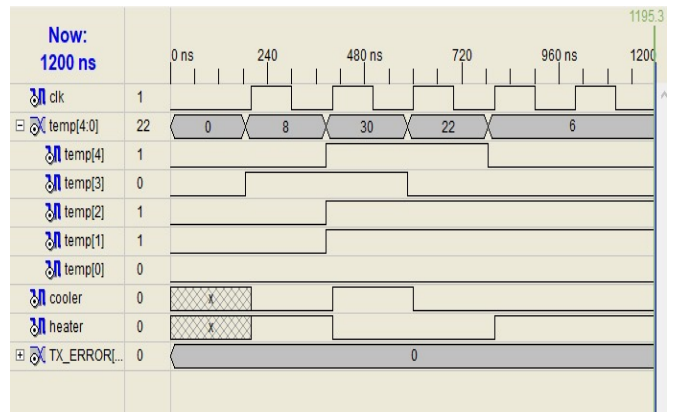 1195.3
Now:
1200 ns
0 ns 240 480 ns 720 960 ns 1200
clk 1
temp[4:0] 22 0 8 30 22 6
temp[4] 1
temp[3] 0
temp[2] 1
temp[1] 1
temp[0] 0
cooler 0 x
heater 0 x
TX_ERROR[... 0 0